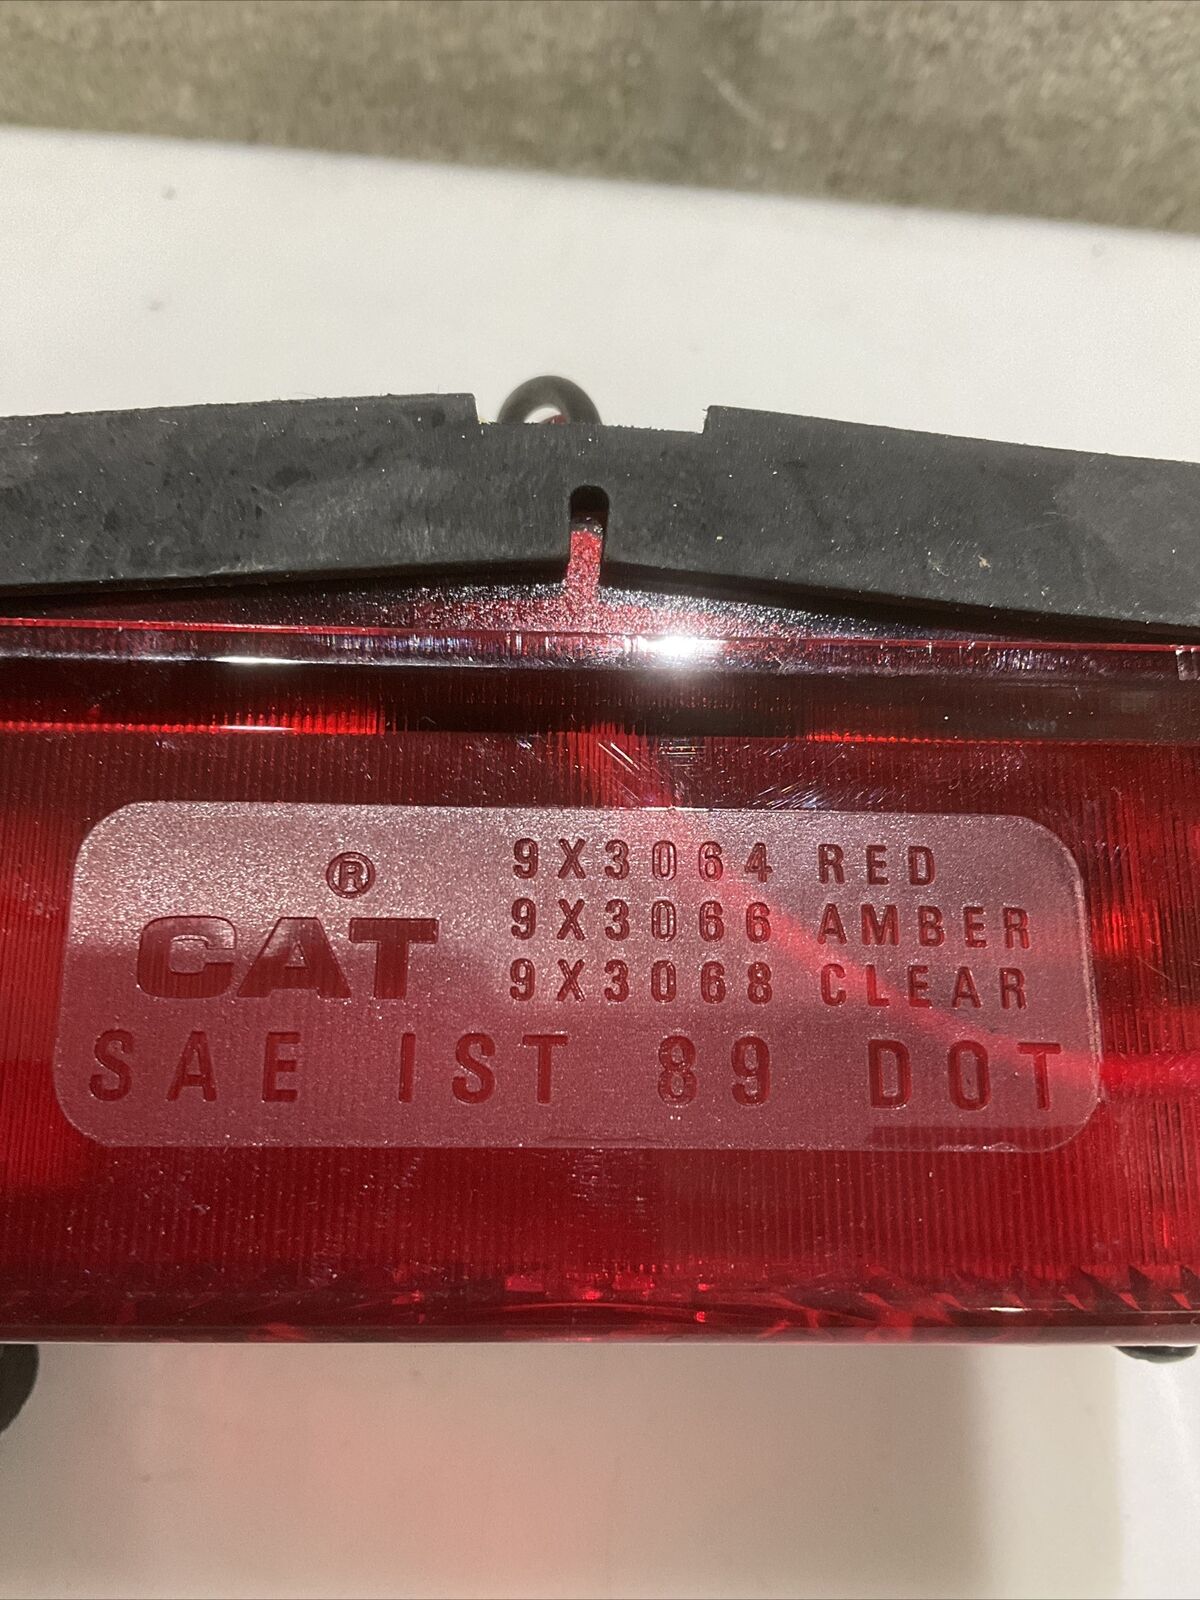 ®
CAT
9X3064 RED
9X3066 AMBER
9X3068 CLEAR
SAE IST 89 DOT